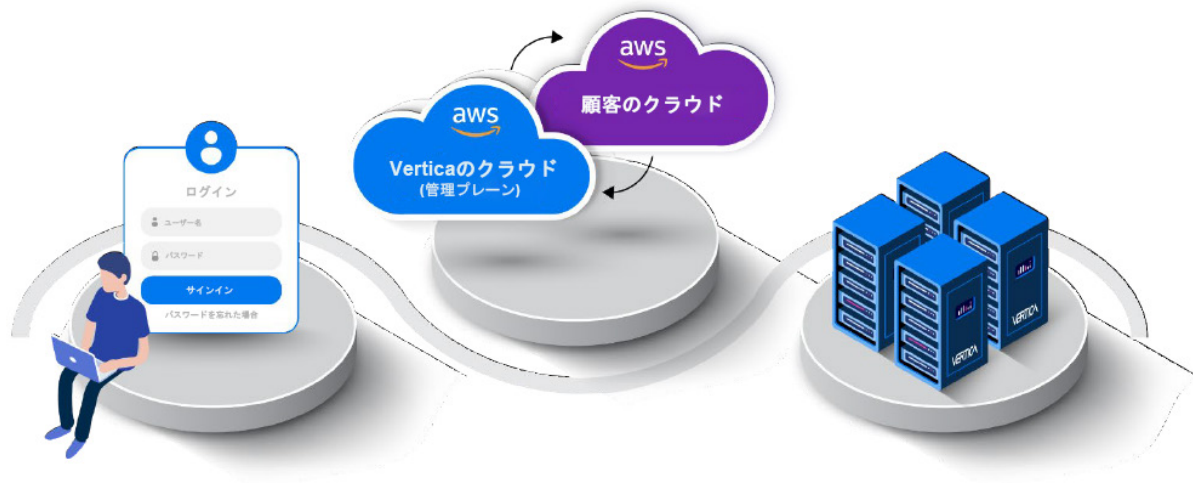 ログイン
ユーザー名
パスワード
サインイン
パスワードを忘れた場合
aws
Verticaのクラウド
(管理プレーン)
aws
顧客のクラウド
VERTICA
VERTICA